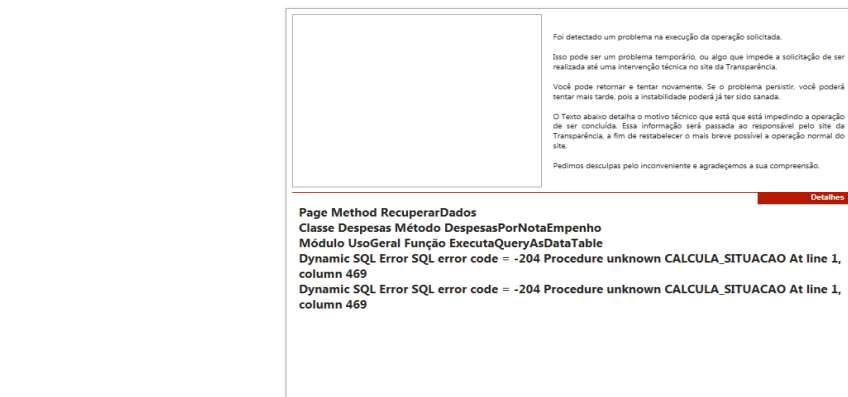 Foi detectado um problema na execução da operação solicitada.
Isso pode ser um problema temporário, ou algo que impede a solicitação de ser
realizada até uma intervenção técnica no site da Transparência.
Você pode retornar e tentar novamente. Se o problema persistir, você poderá
tentar mais tarde, pois a instabilidade poderá já ter sido sanada.
O Texto abaixo detalha o motivo técnico que está que está impedindo a operação
de ser concluída. Essa informação será passada ao responsável pelo site da
Transparência, a fim de restabelecer o mais breve possível a operação normal do
site.
Pedimos desculpas pelo inconveniente e agradeçemos a sua compreensão.
Detalhes
Page Method RecuperarDados
Classe Despesas Método DespesasPorNotaEmpenho
Módulo UsoGeral Função ExecutaQueryAsDataTable
Dynamic SQL Error SQL error code = -204 Procedure unknown CALCULA_SITUACAO At line 1,
column 469
Dynamic SQL Error SQL error code = -204 Procedure unknown CALCULA_SITUACAO At line 1,
column 469